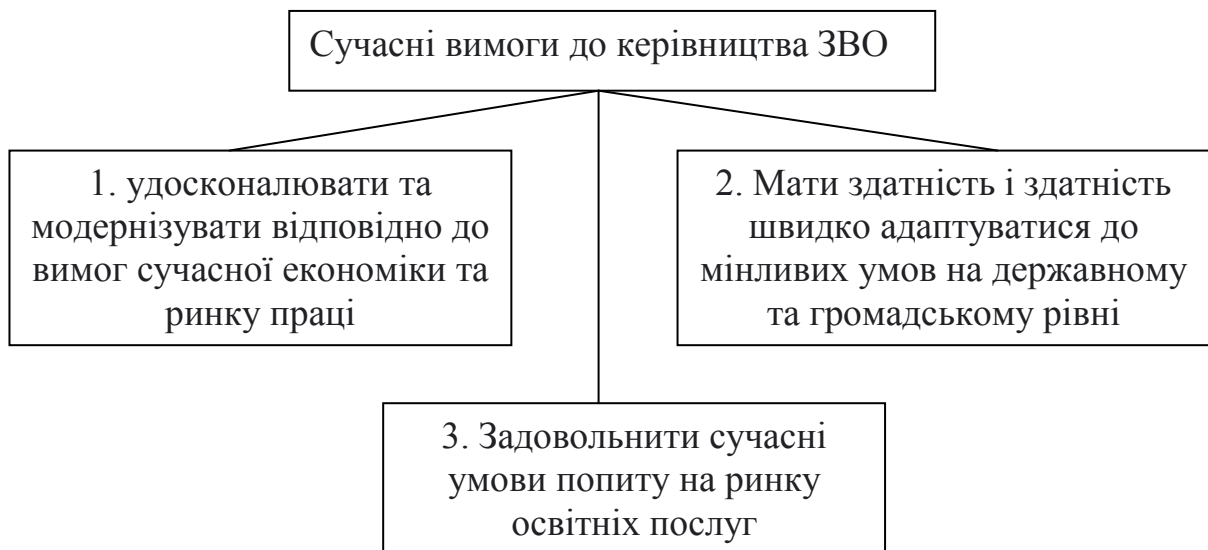 Сучасні вимоги до керівництва ЗВО
1. удосконалювати та
модернізувати відповідно до
вимог сучасної економіки та
ринку праці
2. Мати здатність і здатність
швидко адаптуватися до
мінливих умов на державному
та громадському рівні
3. Задовольнити сучасні
умови попиту на ринку
освітніх послуг